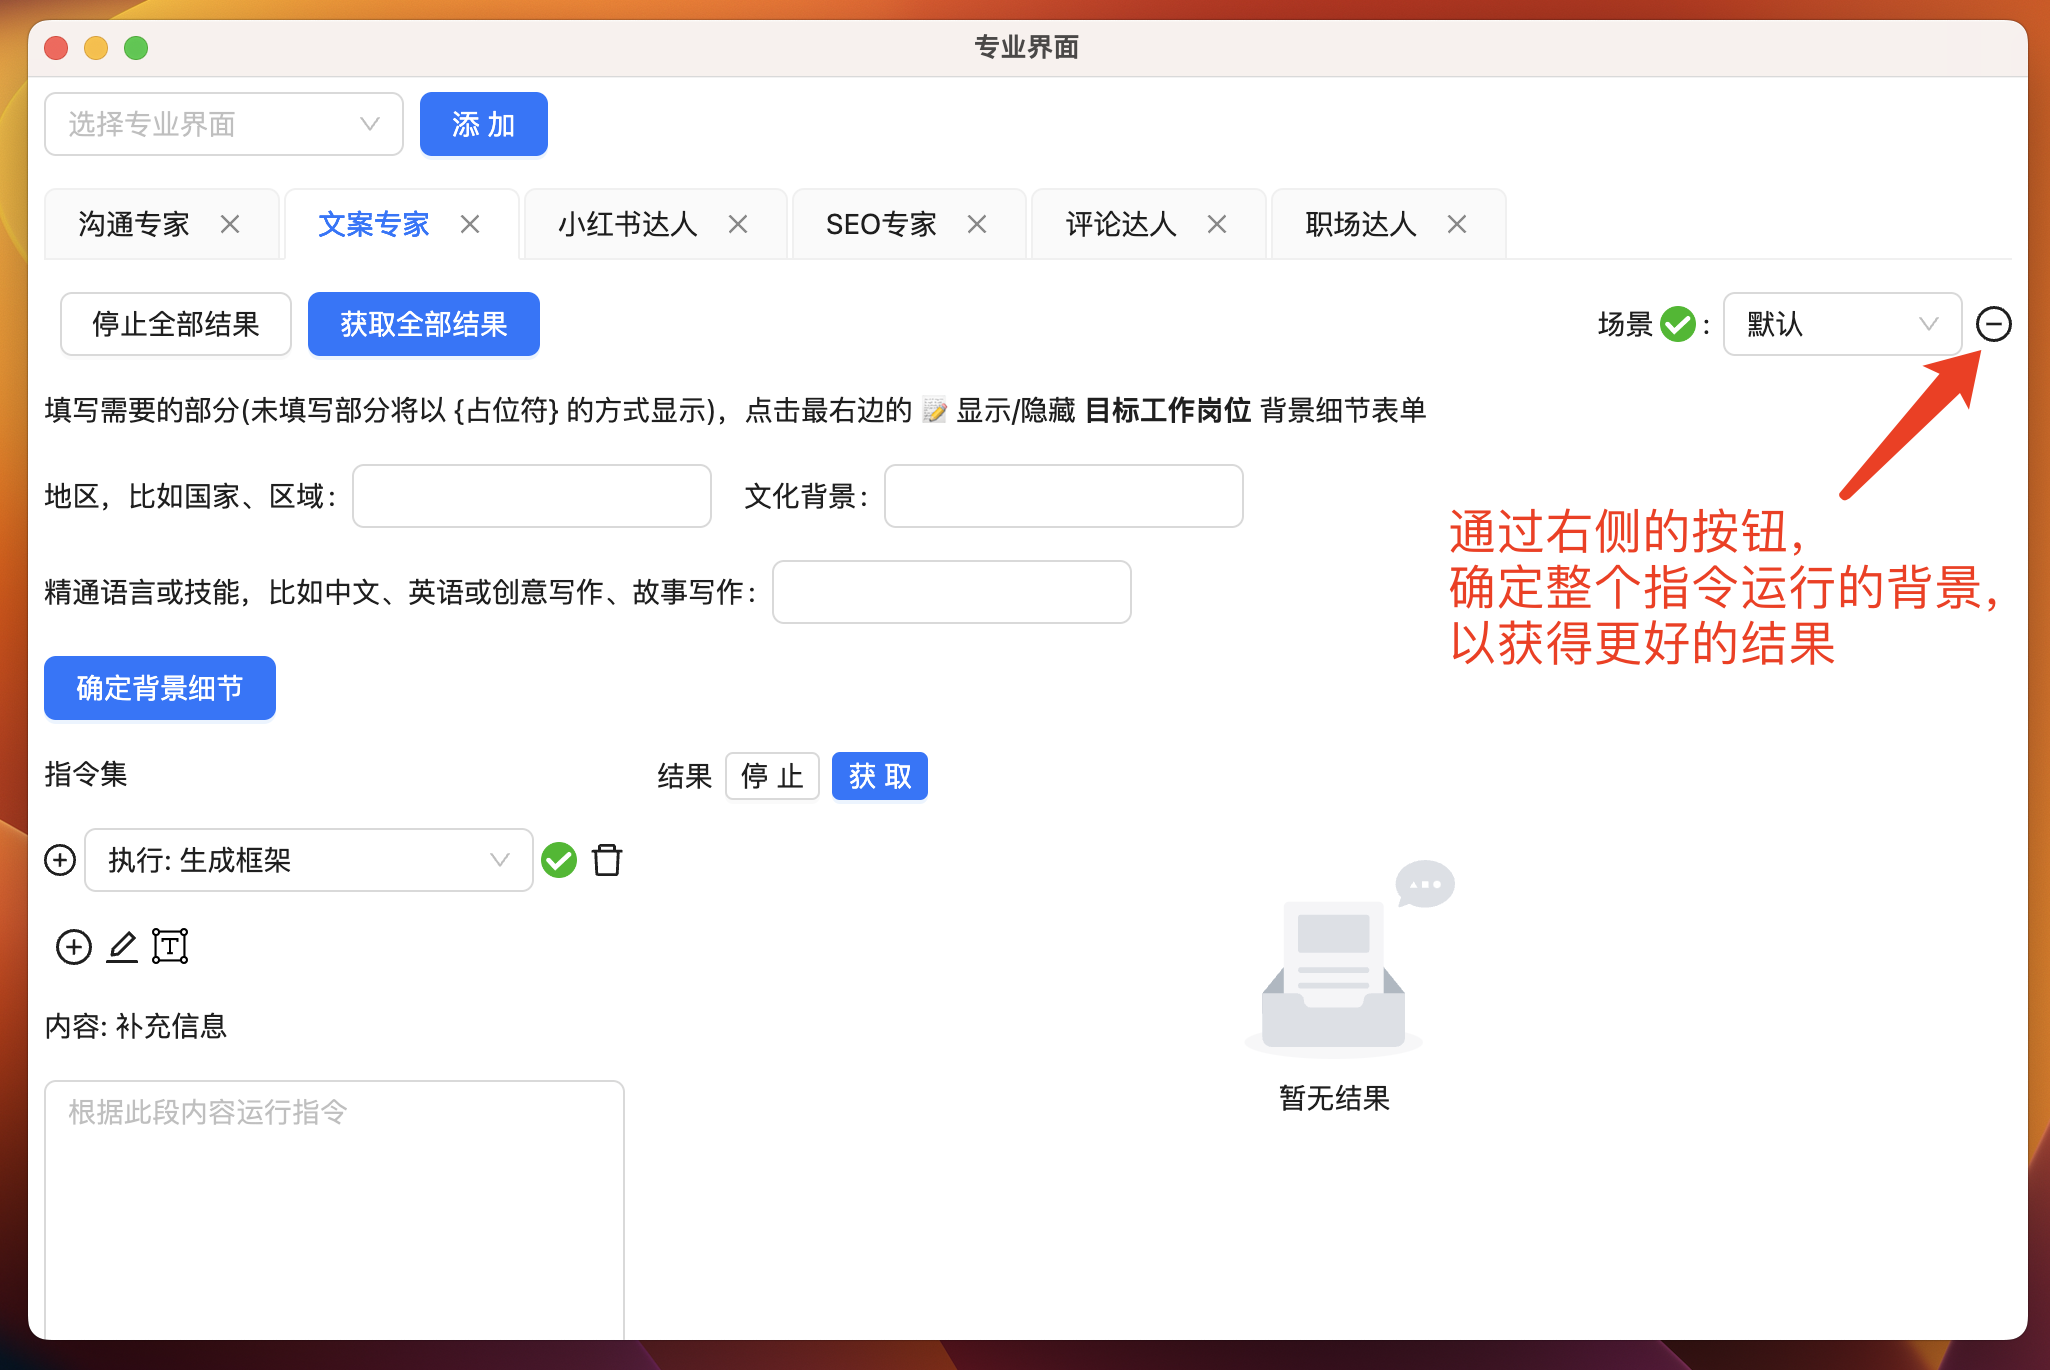 专业界面
选择专业界面
添 加
沟通专家
文案专家
小红书达人
SEO专家
评论达人
职场达人
停止全部结果
获取全部结果
场景 :
默认
填写需要的部分(未填写部分将以 {占位符} 的方式显示)，点击最右边的 📝 显示/隐藏 目标工作岗位 背景细节表单
地区，比如国家、区域:
文化背景:
精通语言或技能，比如中文、英语或创意写作、故事写作:
通过右侧的按钮，
确定整个指令运行的背景，
以获得更好的结果
确定背景细节
指令集
结果
停 止
获 取
执行: 生成框架
内容: 补充信息
根据此段内容运行指令
暂无结果